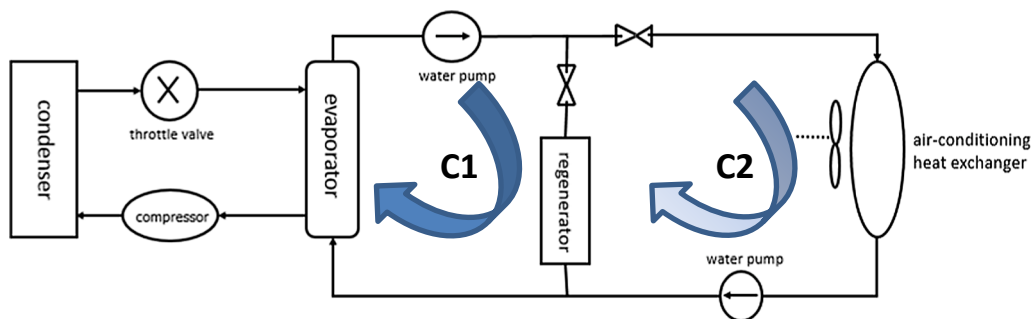 condenser
throttle valve
compressor
evaporator
water pump
C1
regenerator
C2
water pump
air-conditioning
heat exchanger